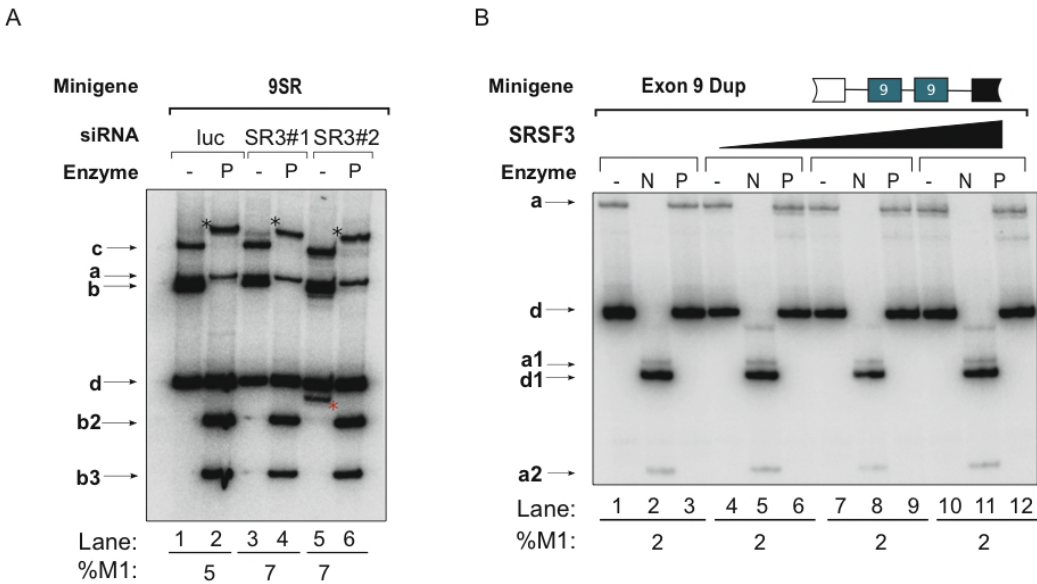 A
Minigene 9SR
siRNA luc SR3#1 SR3#2
Enzyme - P - P - P
* * *
c
a
b
d
*
b2
b3
Lane: 1 2 3 4 5 6
%M1: 5 7 7
B
Minigene Exon 9 Dup 9 9
SRSF3
Enzyme - N P - N P - N P - N P
a
d
a1
d1
a2
Lane: 1 2 3 4 5 6 7 8 9 10 11 12
%M1: 2 2 2 2